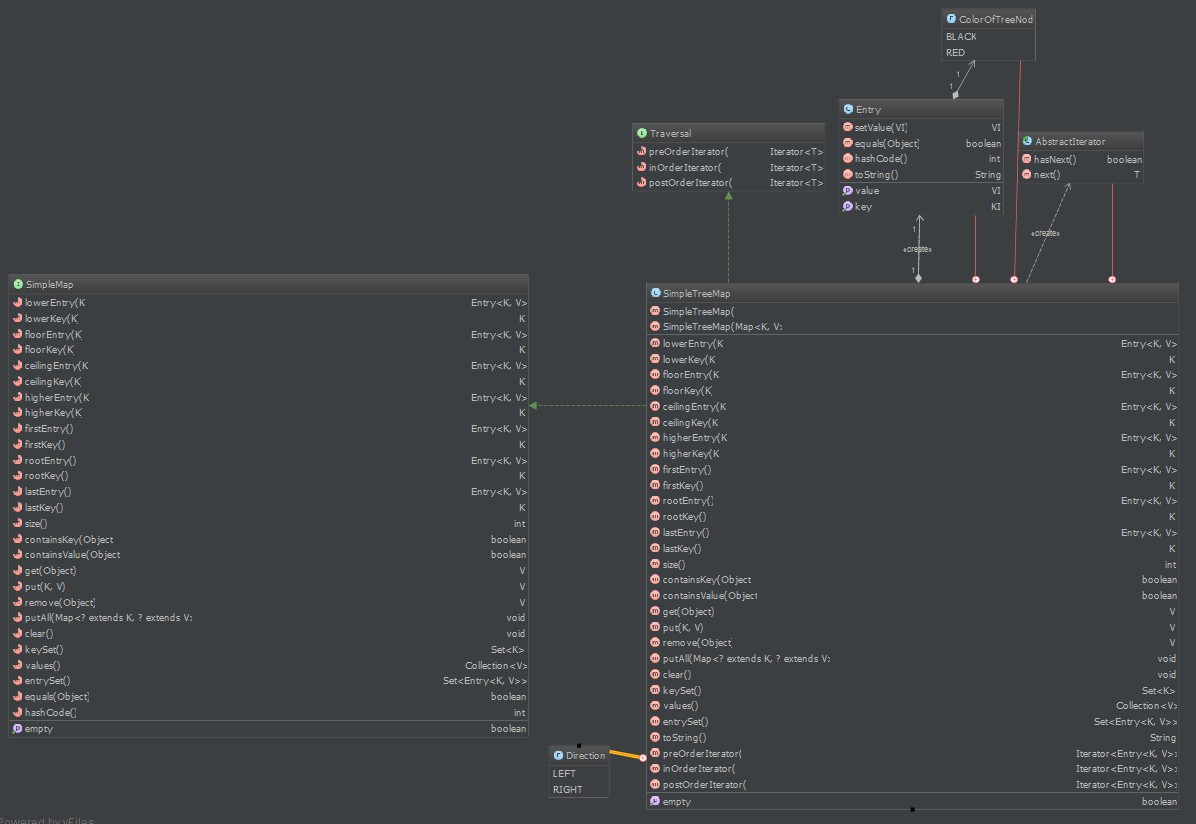 ColorOfTreeNod
BLACK
RED
1
1
Entry
setValue(VI) VI
equals(Object) boolean
hashCode() int
toString() String
value VI
key KI
Traversal
preOrderIterator( Iterator<T>
inOrderIterator( Iterator<T>
postOrderIterator( Iterator<T>
AbstractIterator
hasNext() boolean
next() T
1
«create»
1
«create»
SimpleMap
lowerEntry(K Entry<K, V>
lowerKey(K K
floorEntry(K Entry<K, V>
floorKey(K K
ceilingEntry(K Entry<K, V>
ceilingKey(K K
higherEntry(K Entry<K, V>
higherKey(K K
firstEntry() Entry<K, V>
firstKey() K
rootEntry() Entry<K, V>
rootKey() K
lastEntry() Entry<K, V>
lastKey() K
size() int
containsKey(Object boolean
containsValue(Object boolean
get(Object) V
put(K, V) V
remove(Object) V
putAll(Map<? extends K, ? extends V> void
clear() void
keySet() Set<K>
values() Collection<V>
entrySet() Set<Entry<K, V>>
equals(Object) boolean
hashCode() int
empty boolean
SimpleTreeMap
SimpleTreeMap(
SimpleTreeMap(Map<K, V>
lowerEntry(K Entry<K, V>
lowerKey(K K
floorEntry(K Entry<K, V>
floorKey(K K
ceilingEntry(K Entry<K, V>
ceilingKey(K K
higherEntry(K Entry<K, V>
higherKey(K K
firstEntry() Entry<K, V>
firstKey() K
rootEntry() Entry<K, V>
rootKey() K
lastEntry() Entry<K, V>
lastKey() K
size() int
containsKey(Object boolean
containsValue(Object boolean
get(Object) V
put(K, V) V
remove(Object) V
putAll(Map<? extends K, ? extends V> void
clear() void
keySet() Set<K>
values() Collection<V>
entrySet() Set<Entry<K, V>>
toString() String
preOrderIterator( Iterator<Entry<K, V>>
inOrderIterator( Iterator<Entry<K, V>>
postOrderIterator( Iterator<Entry<K, V>>
empty boolean
Direction
LEFT
RIGHT
Powered by yFiles